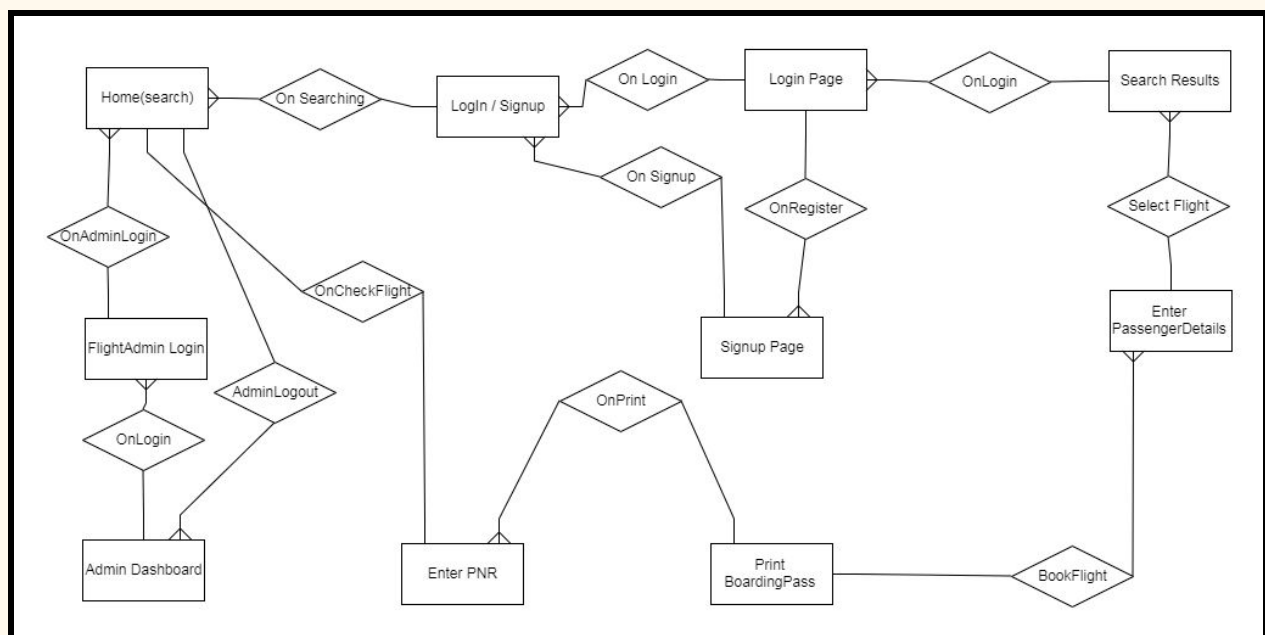 On Login
Login Page
OnLogin
Search Results
Home(search)
On Searching
LogIn / Signup
On Signup
OnRegister
Select Flight
OnAdminLogin
OnCheckFlight
Enter
PassengerDetails
FlightAdmin Login
Signup Page
AdminLogout
OnPrint
OnLogin
Admin Dashboard
Enter PNR
Print
BoardingPass
BookFlight